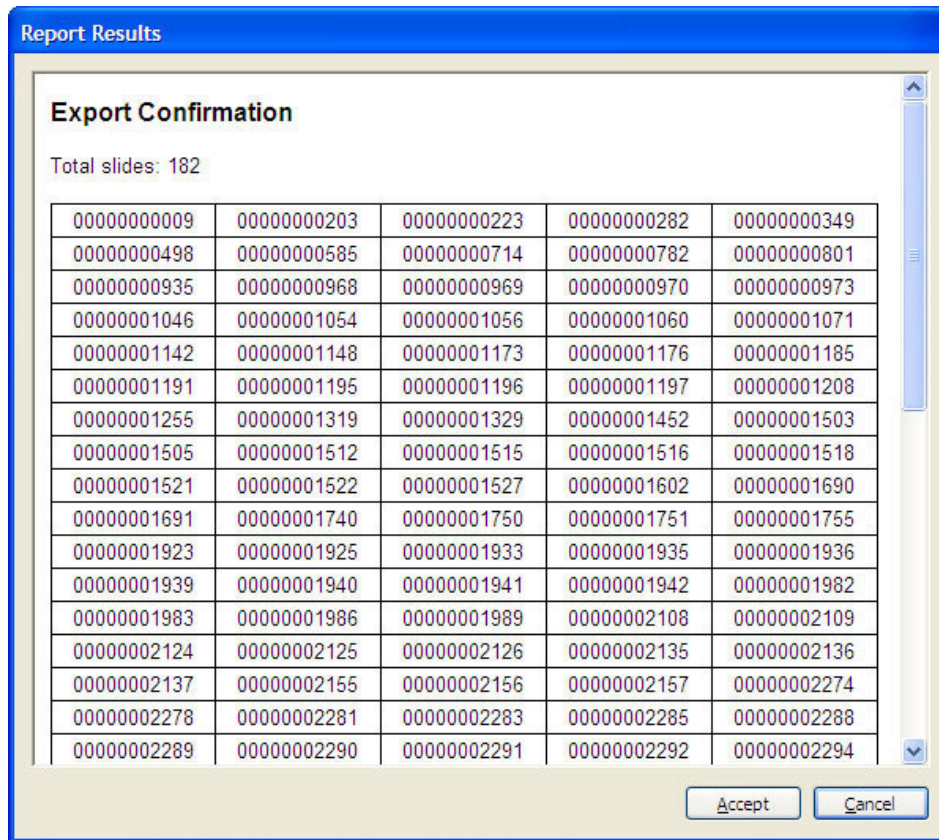 Report Results
Export Confirmation
Total slides: 182
00000000009 00000000203 00000000223 00000000282 00000000349
00000000498 00000000585 00000000714 00000000782 00000000801
00000000935 00000000968 00000000969 00000000970 00000000973
00000001046 00000001054 00000001056 00000001060 00000001071
00000001142 00000001148 00000001173 00000001176 00000001185
00000001191 00000001195 00000001196 00000001197 00000001208
00000001255 00000001319 00000001329 00000001452 00000001503
00000001505 00000001512 00000001515 00000001516 00000001518
00000001521 00000001522 00000001527 00000001602 00000001690
00000001691 00000001740 00000001750 00000001751 00000001755
00000001923 00000001925 00000001933 00000001935 00000001936
00000001939 00000001940 00000001941 00000001942 00000001982
00000001983 00000001986 00000001989 00000002108 00000002109
00000002124 00000002125 00000002126 00000002135 00000002136
00000002137 00000002155 00000002156 00000002157 00000002274
00000002278 00000002281 00000002283 00000002285 00000002288
00000002289 00000002290 00000002291 00000002292 00000002294
Accept Cancel